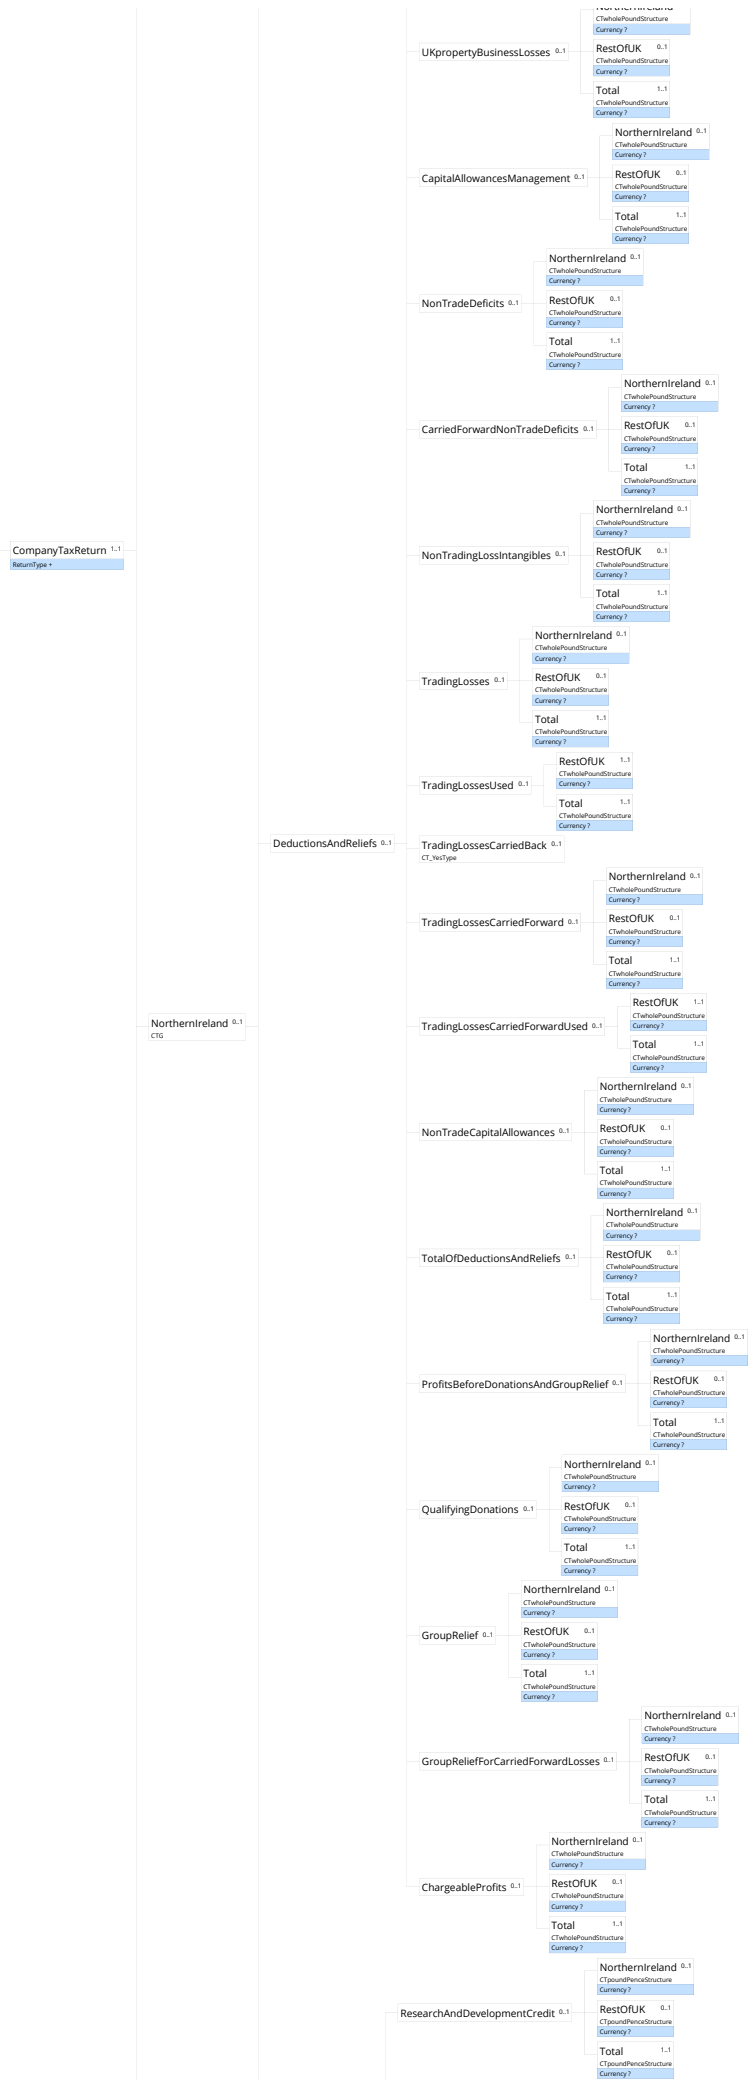 NorthernIreland
CTwholePoundStructure
Currency ?
UKpropertyBusinessLosses 0..1
RestOfUK 0..1
CTwholePoundStructure
Currency ?
Total 1..1
CTwholePoundStructure
Currency ?
NorthernIreland 0..1
CTwholePoundStructure
Currency ?
CapitalAllowancesManagement 0..1
RestOfUK 0..1
CTwholePoundStructure
Currency ?
Total 1..1
CTwholePoundStructure
Currency ?
NorthernIreland 0..1
CTwholePoundStructure
Currency ?
NonTradeDeficits 0..1
RestOfUK 0..1
CTwholePoundStructure
Currency ?
Total 1..1
CTwholePoundStructure
Currency ?
NorthernIreland 0..1
CTwholePoundStructure
Currency ?
CarriedForwardNonTradeDeficits 0..1
RestOfUK 0..1
CTwholePoundStructure
Currency ?
Total 1..1
CTwholePoundStructure
Currency ?
NorthernIreland 0..1
CTwholePoundStructure
Currency ?
CompanyTaxReturn 1..1
ReturnType +
NonTradingLossIntangibles 0..1
RestOfUK 0..1
CTwholePoundStructure
Currency ?
Total 1..1
CTwholePoundStructure
Currency ?
NorthernIreland 0..1
CTwholePoundStructure
Currency ?
TradingLosses 0..1
RestOfUK 0..1
CTwholePoundStructure
Currency ?
Total 1..1
CTwholePoundStructure
Currency ?
RestOfUK 1..1
CTwholePoundStructure
Currency ?
TradingLossesUsed 0..1
Total 1..1
CTwholePoundStructure
Currency ?
DeductionsAndReliefs 0..1
TradingLossesCarriedBack 0..1
CT_YesType
NorthernIreland 0..1
CTwholePoundStructure
Currency ?
TradingLossesCarriedForward 0..1
RestOfUK 0..1
CTwholePoundStructure
Currency ?
Total 1..1
CTwholePoundStructure
Currency ?
RestOfUK 1..1
CTwholePoundStructure
Currency ?
NorthernIreland 0..1
CTG
TradingLossesCarriedForwardUsed 0..1
Total 1..1
CTwholePoundStructure
Currency ?
NorthernIreland 0..1
CTwholePoundStructure
Currency ?
NonTradeCapitalAllowances 0..1
RestOfUK 0..1
CTwholePoundStructure
Currency ?
Total 1..1
CTwholePoundStructure
Currency ?
NorthernIreland 0..1
CTwholePoundStructure
Currency ?
TotalOfDeductionsAndReliefs 0..1
RestOfUK 0..1
CTwholePoundStructure
Currency ?
Total 1..1
CTwholePoundStructure
Currency ?
NorthernIreland 0..1
CTwholePoundStructure
Currency ?
ProfitsBeforeDonationsAndGroupRelief 0..1
RestOfUK 0..1
CTwholePoundStructure
Currency ?
Total 1..1
CTwholePoundStructure
Currency ?
NorthernIreland 0..1
CTwholePoundStructure
Currency ?
QualifyingDonations 0..1
RestOfUK 0..1
CTwholePoundStructure
Currency ?
Total 1..1
CTwholePoundStructure
Currency ?
NorthernIreland 0..1
CTwholePoundStructure
Currency ?
GroupRelief 0..1
RestOfUK 0..1
CTwholePoundStructure
Currency ?
Total 1..1
CTwholePoundStructure
Currency ?
NorthernIreland 0..1
CTwholePoundStructure
Currency ?
GroupReliefForCarriedForwardLosses 0..1
RestOfUK 0..1
CTwholePoundStructure
Currency ?
Total 1..1
CTwholePoundStructure
Currency ?
NorthernIreland 0..1
CTwholePoundStructure
Currency ?
ChargeableProfits 0..1
RestOfUK 0..1
CTwholePoundStructure
Currency ?
Total 1..1
CTwholePoundStructure
Currency ?
NorthernIreland 0..1
CTpoundPenceStructure
Currency ?
ResearchAndDevelopmentCredit 0..1
RestOfUK 0..1
CTpoundPenceStructure
Currency ?
Total 1..1
CTpoundPenceStructure
Currency ?